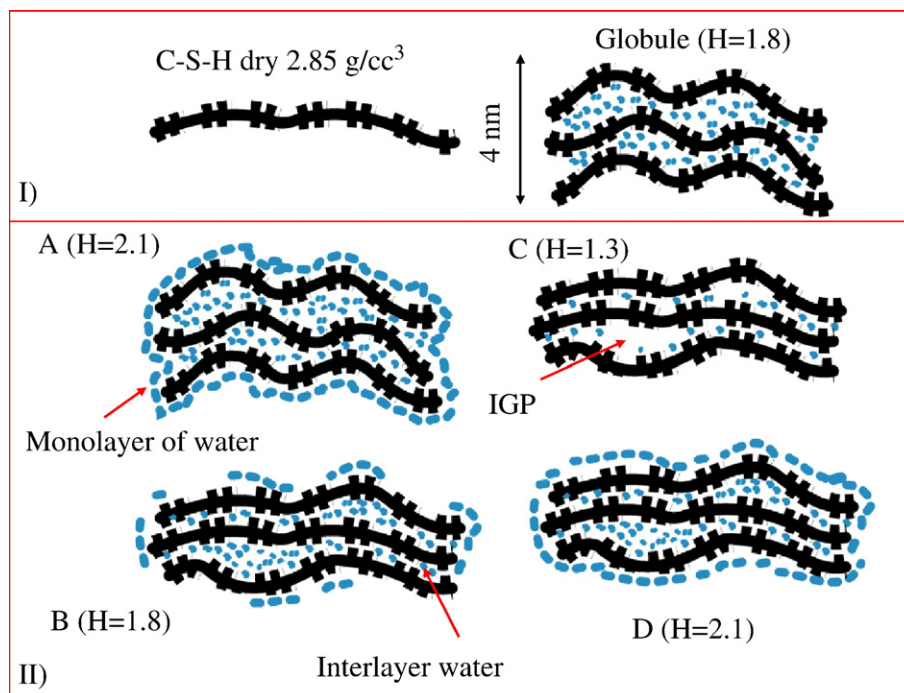 C-S-H dry 2.85 g/cc³
Globule (H=1.8)
4 nm
I)
A (H=2.1)
C (H=1.3)
IGP
Monolayer of water
B (H=1.8)
D (H=2.1)
Interlayer water
II)